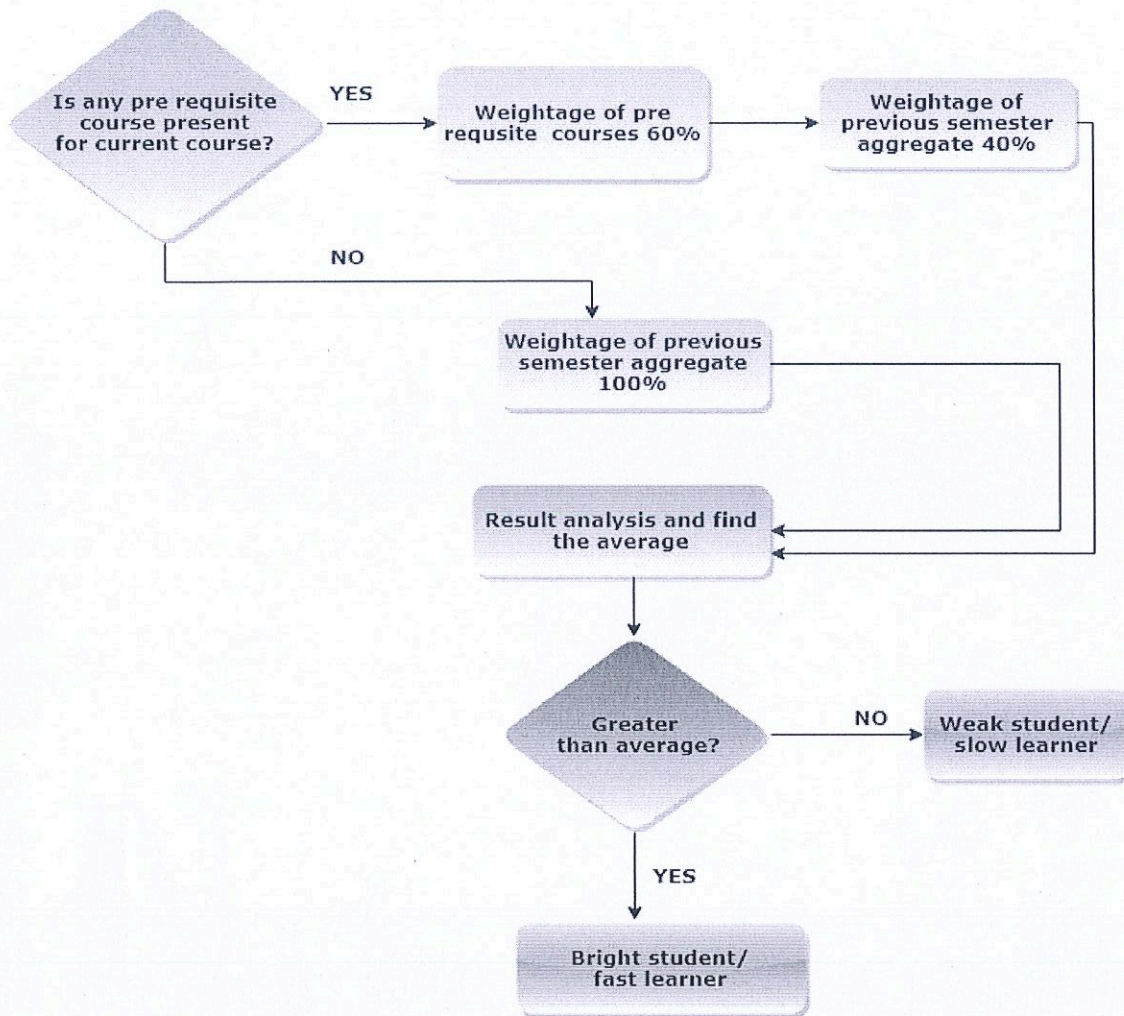 Is any pre requisite
course present
for current course?
YES
Weightage of pre
requsite courses 60%
Weightage of
previous semester
aggregate 40%
NO
Weightage of previous
semester aggregate
100%
Result analysis and find
the average
Greater
than average?
NO
Weak student/
slow learner
YES
Bright student/
fast learner